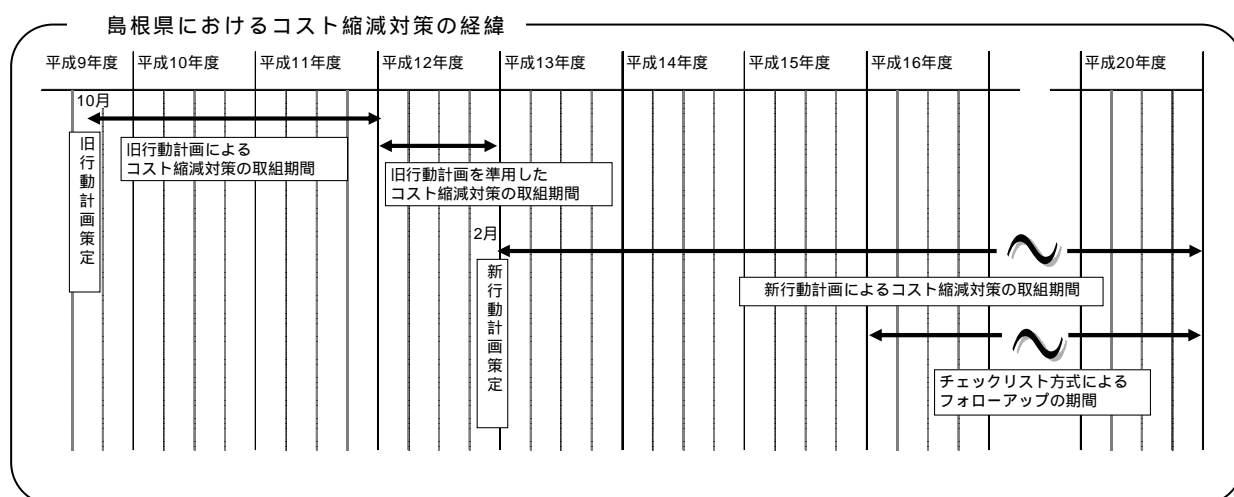 島根県におけるコスト縮減対策の経緯
平成9年度 平成10年度 平成11年度 平成12年度 平成13年度 平成14年度 平成15年度 平成16年度 平成20年度
10月
旧行動計画策定
旧行動計画による
コスト縮減対策の取組期間
旧行動計画を準用した
コスト縮減対策の取組期間
2月
新行動計画策定
新行動計画によるコスト縮減対策の取組期間
チェックリスト方式による
フォローアップの期間